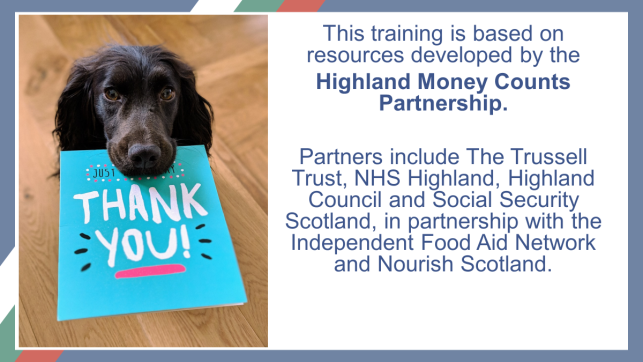 JUST
THANK
YOU!
This training is based on
resources developed by the
Highland Money Counts
Partnership.
Partners include The Trussell
Trust, NHS Highland, Highland
Council and Social Security
Scotland, in partnership with the
Independent Food Aid Network
and Nourish Scotland.